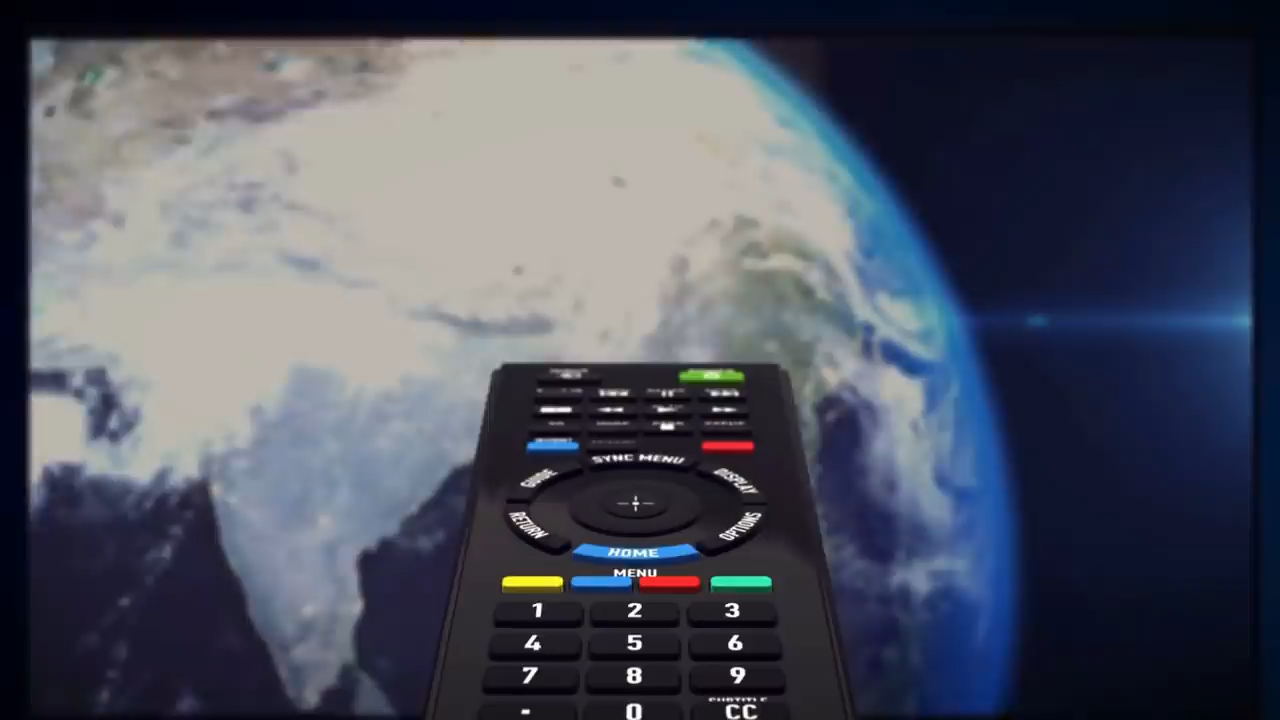 SYNC MENU
GUIDE
DISPLAY
RETURN
OPTIONS
HOME
MENU
1 2 3
4 5 6
7 8 9
SUBTITLE
- 0 CC